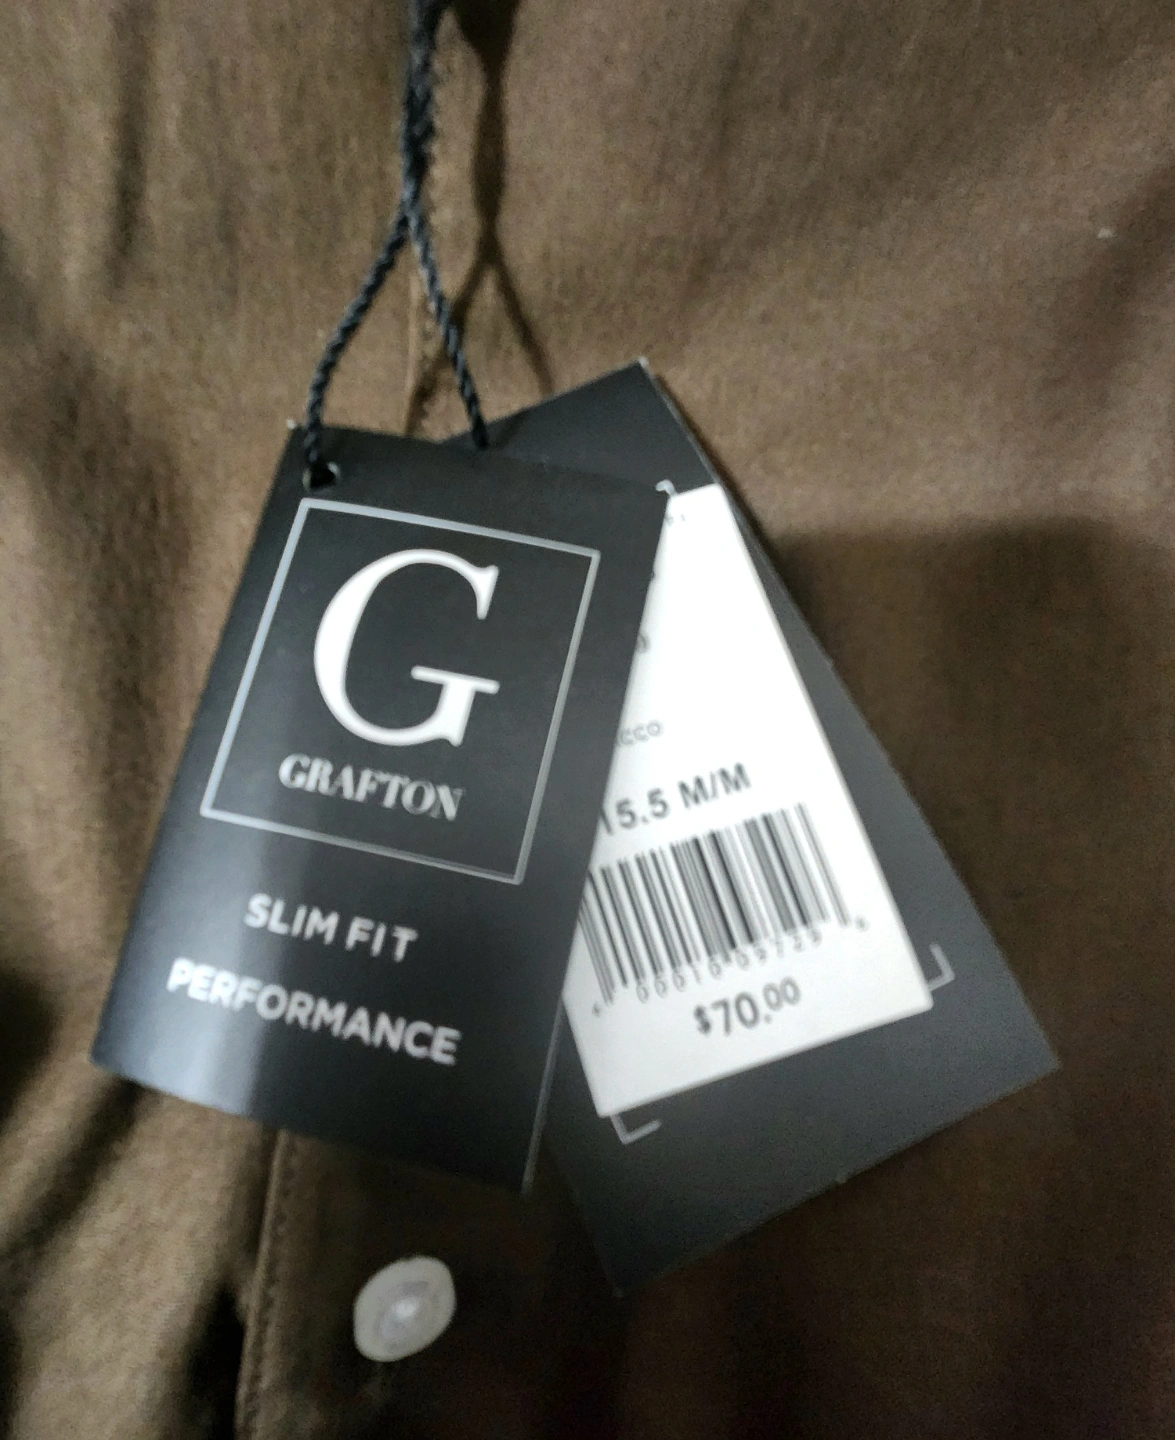 G
GRAFTON
SLIM FIT
PERFORMANCE
15.5 M/M
$70.00